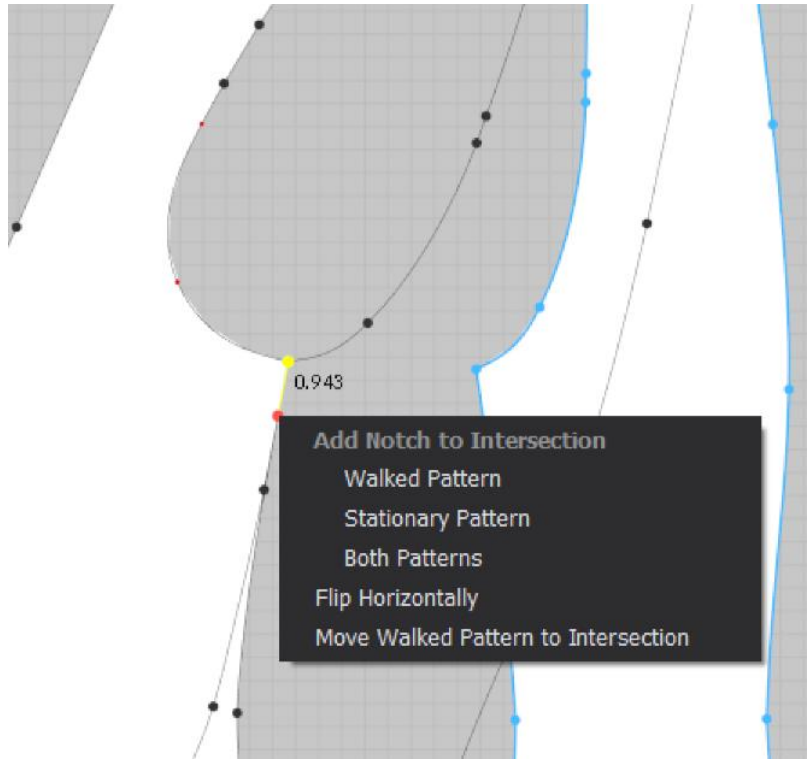 0.943
Add Notch to Intersection
Walked Pattern
Stationary Pattern
Both Patterns
Flip Horizontally
Move Walked Pattern to Intersection